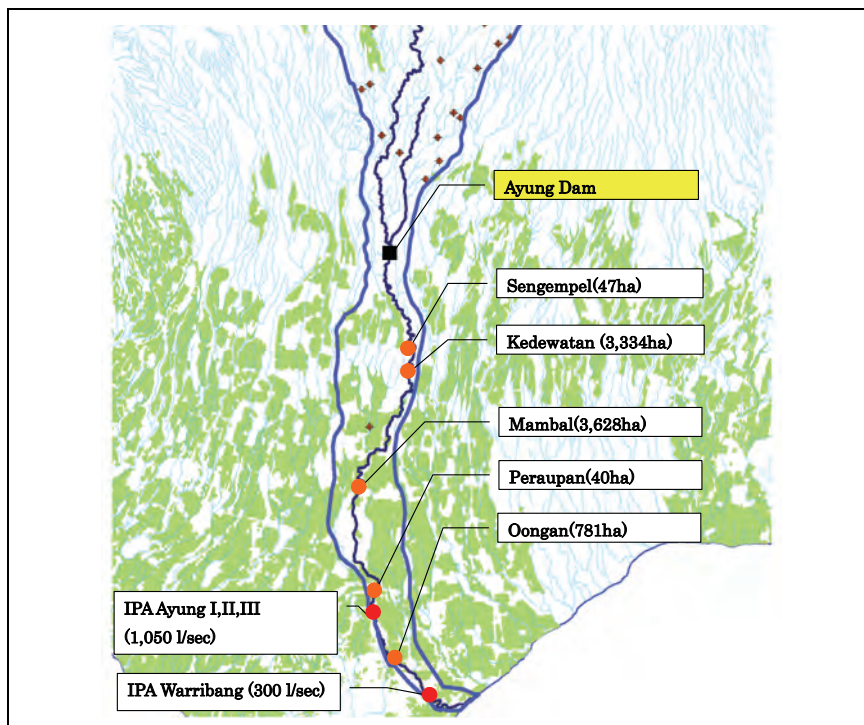 Ayung Dam
Sengempel(47ha)
Kedewatan (3,334ha)
Mambal(3,628ha)
Peraupan(40ha)
Oongan(781ha)
IPA Ayung I,II,III
(1,050 l/sec)
IPA Warribang (300 l/sec)